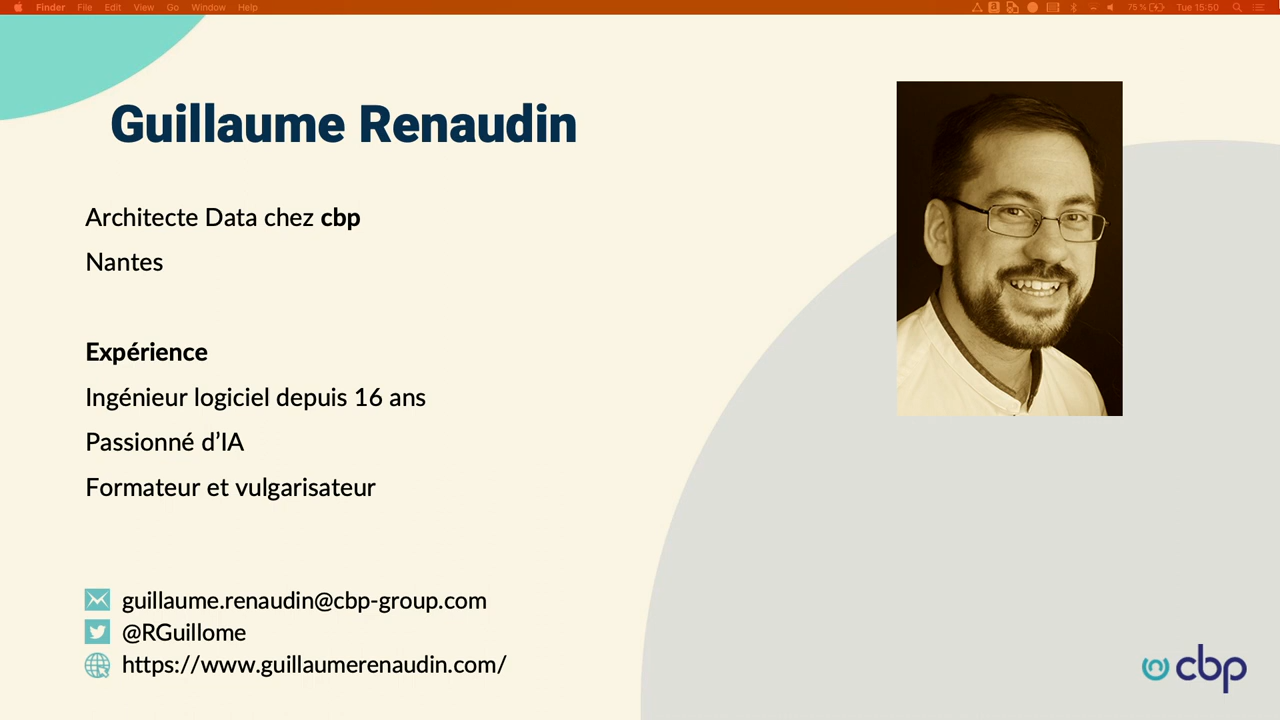 Finder File Edit View Go Window Help 75 % Tue 15:50
Guillaume Renaudin
Architecte Data chez cbp
Nantes
Expérience
Ingénieur logiciel depuis 16 ans
Passionné d’IA
Formateur et vulgarisateur
guillaume.renaudin@cbp-group.com
@RGuillome
https://www.guillaumerenaudin.com/
cbp